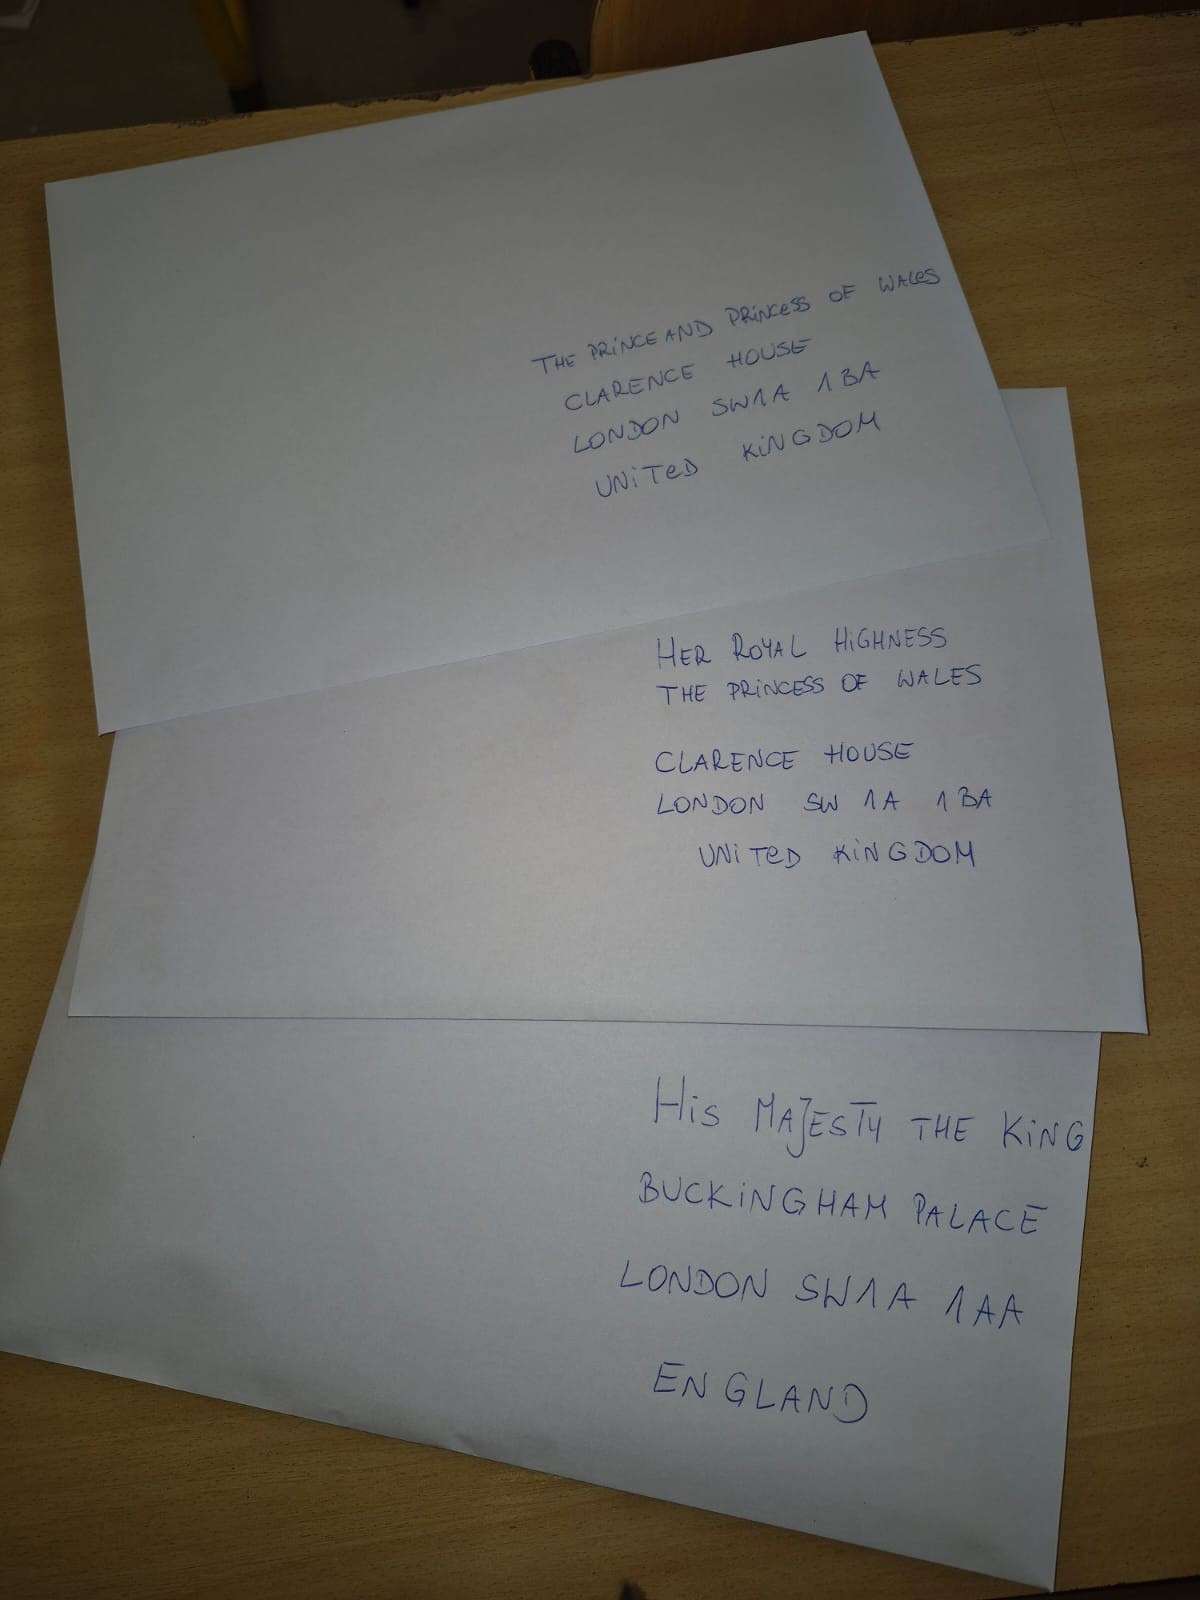 THE PRINCE AND PRINCESS OF WALES
CLARENCE HOUSE
LONDON SW1A 1BA
UNITED KINGDOM
HER ROYAL HIGHNESS
THE PRINCESS OF WALES
CLARENCE HOUSE
LONDON SW 1A 1BA
UNITED KINGDOM
HIS MAJESTY THE KING
BUCKINGHAM PALACE
LONDON SW1A 1AA
ENGLAND